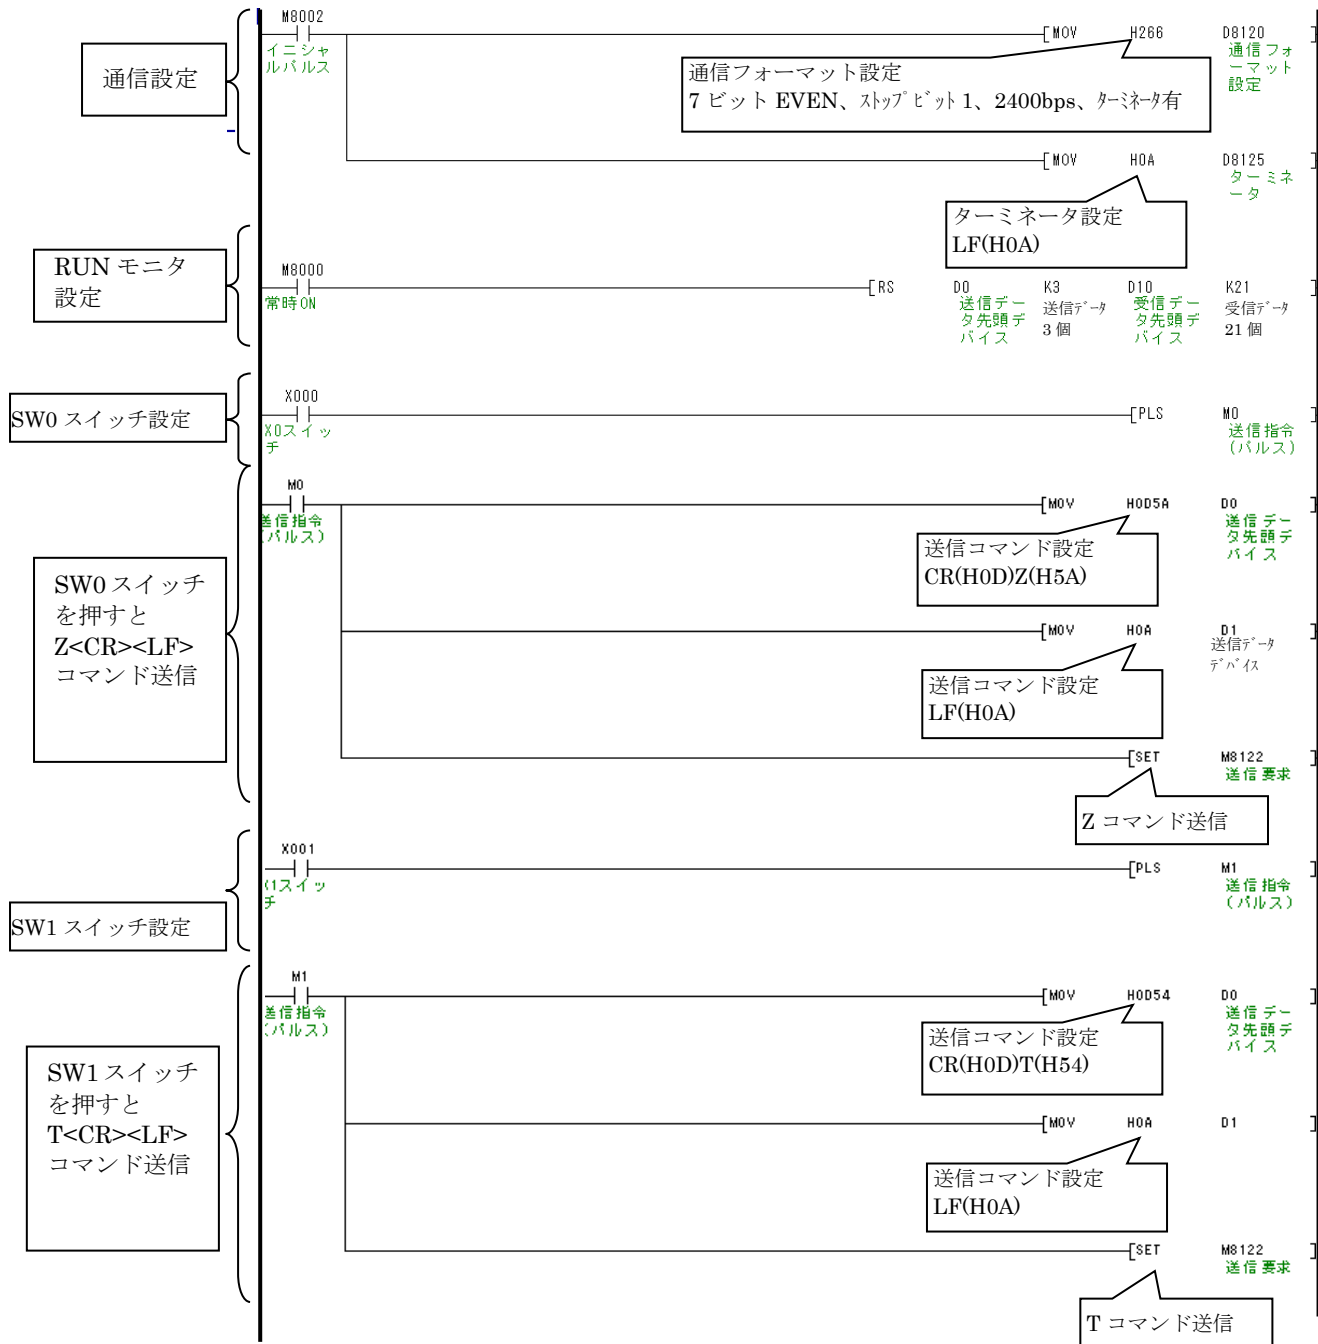 M8002
イニシャ
ルパルス
MOV H266 D8120
通信フォ
ーマット
設定
通信設定
通信フォーマット設定
7 ビット EVEN、ストップビット 1、2400bps、ターミネータ有
MOV H0A D8125
ターミネ
ータ
ターミネータ設定
LF(H0A)
RUN モニタ
設定
M8000
常時ON
RS D0 K3 D10 K21
送信デー
タ先頭デ
バイス
送信データ
3 個
受信デー
タ先頭デ
バイス
受信データ
21 個
SW0 スイッチ設定
X000
X0スイッ
チ
PLS M0
送信指令
(パルス)
M0
送信指令
(パルス)
MOV H0D5A D0
送信デー
タ先頭デ
バイス
送信コマンド設定
CR(H0D)Z(H5A)
SW0 スイッチ
を押すと
Z<CR><LF>
コマンド送信
MOV H0A D1
送信データ
デバイス
送信コマンド設定
LF(H0A)
SET M8122
送信要求
Z コマンド送信
X001
X1スイッ
チ
PLS M1
送信指令
(パルス)
SW1 スイッチ設定
M1
送信指令
(パルス)
MOV H0D54 D0
送信デー
タ先頭デ
バイス
送信コマンド設定
CR(H0D)T(H54)
SW1 スイッチ
を押すと
T<CR><LF>
コマンド送信
MOV H0A D1
送信コマンド設定
LF(H0A)
SET M8122
送信要求
T コマンド送信